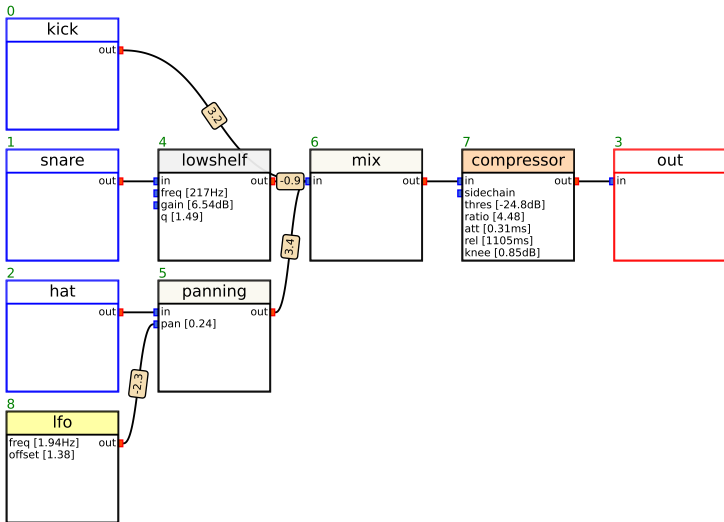 0
kick
out
3.2
1
snare
out
4
lowshelf
in out
freq [217Hz]
gain [6.54dB]
q [1.49]
-0.9
6
mix
in out
7
compressor
in out
sidechain
thres [-24.8dB]
ratio [4.48]
att [0.31ms]
rel [1105ms]
knee [0.85dB]
3
out
in
3.4
2
hat
out
5
panning
in out
pan [0.24]
-2.3
8
lfo
freq [1.94Hz] out
offset [1.38]